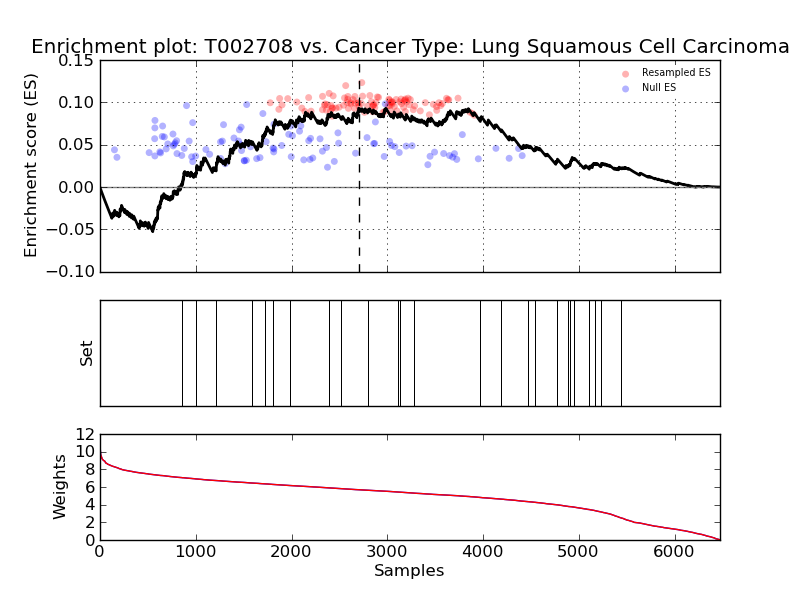 Enrichment plot: T002708 vs. Cancer Type: Lung Squamous Cell Carcinoma
Enrichment score (ES)
0.15
0.10
0.05
0.00
−0.05
−0.10
Resampled ES
Null ES
Set
Weights
12
10
8
6
4
2
0
0 1000 2000 3000 4000 5000 6000
Samples